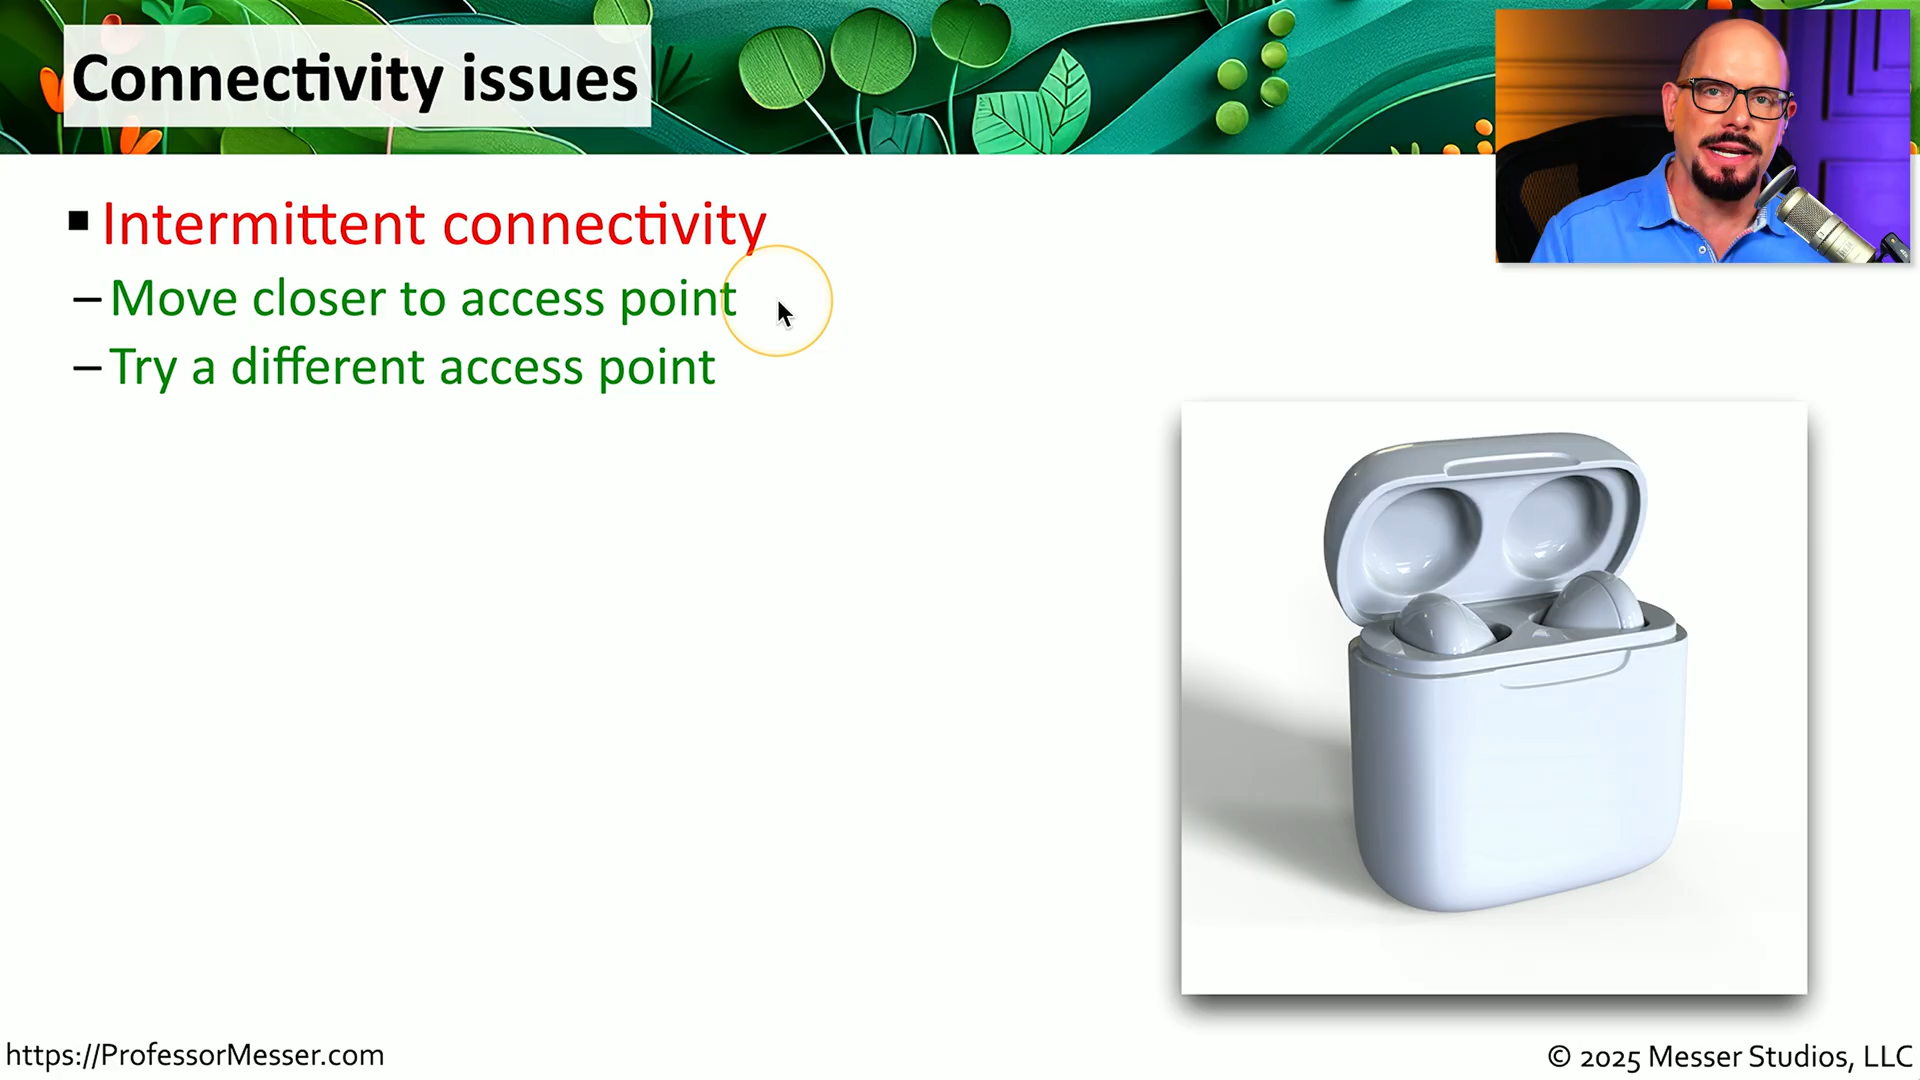 Connectivity issues
▪ Intermittent connectivity
– Move closer to access point
– Try a different access point
https://ProfessorMesser.com
© 2025 Messer Studios, LLC